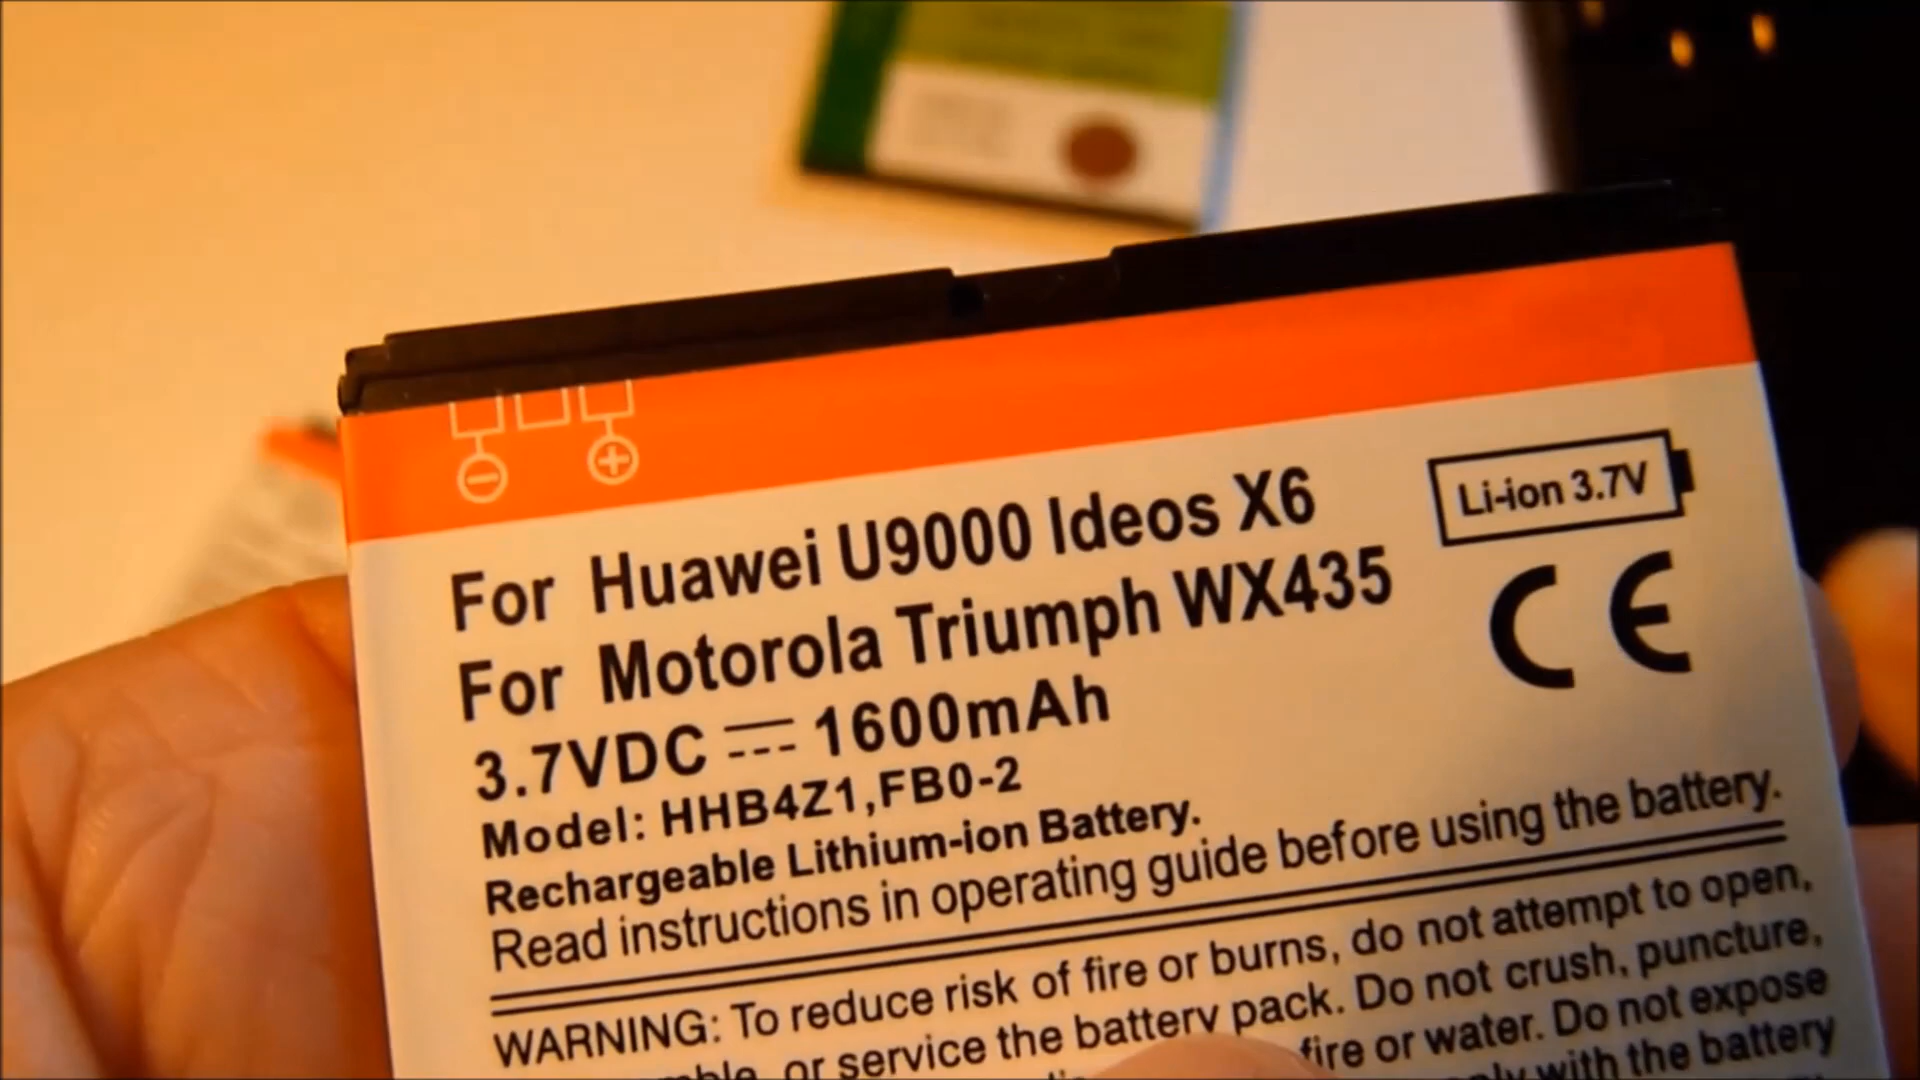 For Huawei U9000 Ideos X6
Li-ion 3.7V
For Motorola Triumph WX435
CE
3.7VDC 1600mAh
Model: HHB4Z1,FB0-2
Rechargeable Lithium-ion Battery.
Read instructions in operating guide before using the battery.
WARNING: To reduce risk of fire or burns, do not attempt to open,
or service the battery pack. Do not crush, puncture,
fire or water. Do not expose
with the battery